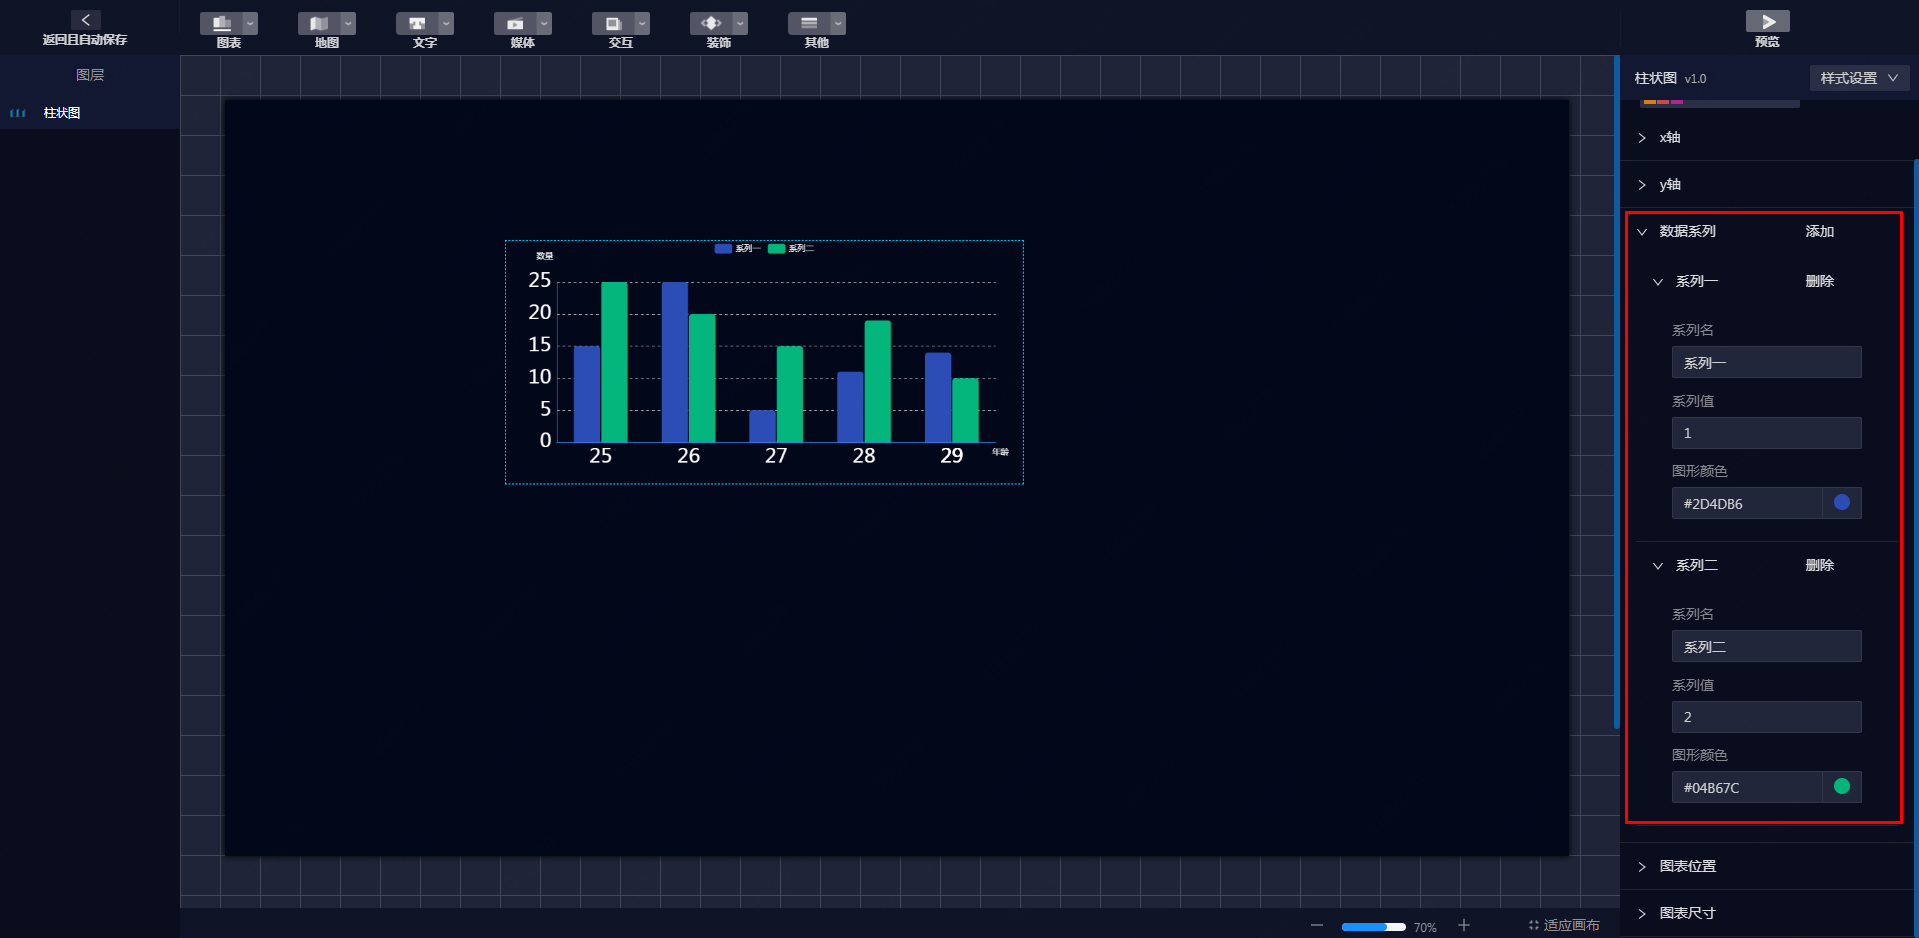 返回且自动保存
图表
地图
文字
媒体
交互
装饰
其他
预览
图层
柱状图
柱状图 v1.0
样式设置
x轴
y轴
数据系列 添加
系列一 删除
系列名
系列一
系列值
1
图形颜色
#2D4DB6
系列二 删除
系列名
系列二
系列值
2
图形颜色
#04B67C
图表位置
图表尺寸
系列一 系列二
数量
25
20
15
10
5
0
25 26 27 28 29 年龄
70%
适应画布